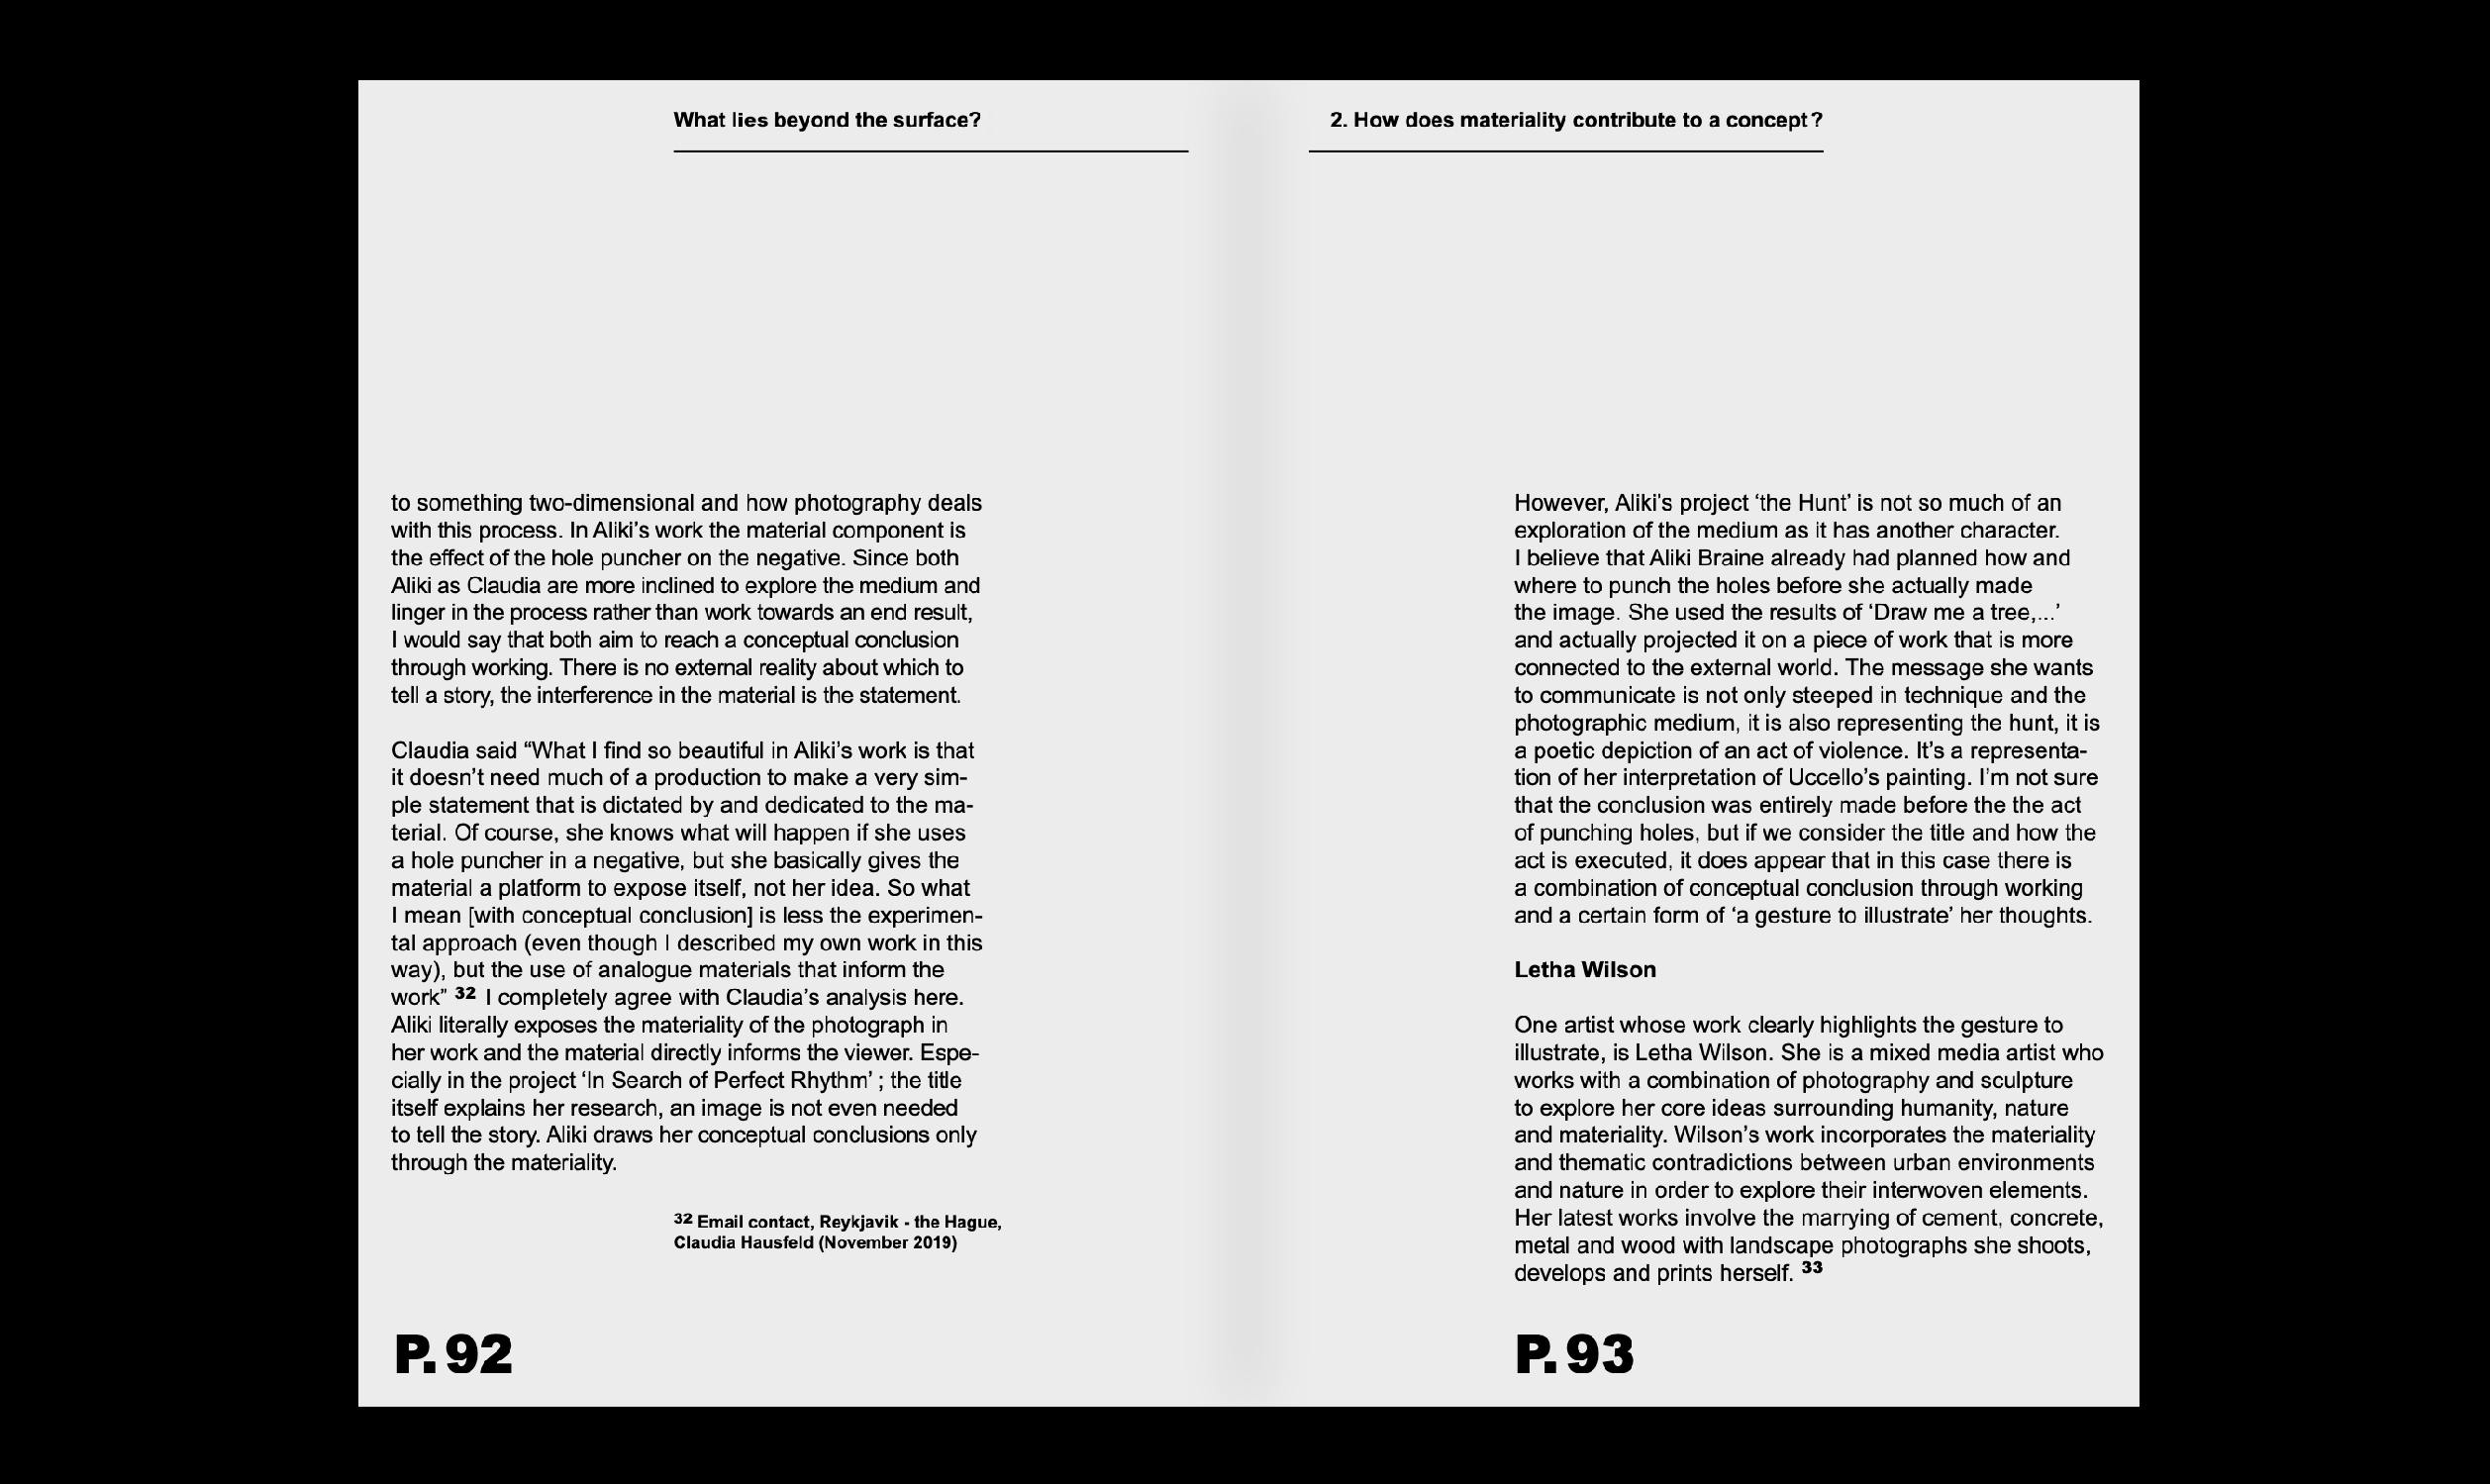 What lies beyond the surface?
to something two-dimensional and how photography deals
with this process. In Aliki’s work the material component is
the effect of the hole puncher on the negative. Since both
Aliki as Claudia are more inclined to explore the medium and
linger in the process rather than work towards an end result,
I would say that both aim to reach a conceptual conclusion
through working. There is no external reality about which to
tell a story, the interference in the material is the statement.
Claudia said “What I find so beautiful in Aliki’s work is that
it doesn’t need much of a production to make a very sim-
ple statement that is dictated by and dedicated to the ma-
terial. Of course, she knows what will happen if she uses
a hole puncher in a negative, but she basically gives the
material a platform to expose itself, not her idea. So what
I mean [with conceptual conclusion] is less the experimen-
tal approach (even though I described my own work in this
way), but the use of analogue materials that inform the
work” 32 I completely agree with Claudia’s analysis here.
Aliki literally exposes the materiality of the photograph in
her work and the material directly informs the viewer. Espe-
cially in the project ‘In Search of Perfect Rhythm’ ; the title
itself explains her research, an image is not even needed
to tell the story. Aliki draws her conceptual conclusions only
through the materiality.
32 Email contact, Reykjavik - the Hague,
Claudia Hausfeld (November 2019)
P. 92
2. How does materiality contribute to a concept ?
However, Aliki’s project ‘the Hunt’ is not so much of an
exploration of the medium as it has another character.
I believe that Aliki Braine already had planned how and
where to punch the holes before she actually made
the image. She used the results of ‘Draw me a tree,...’
and actually projected it on a piece of work that is more
connected to the external world. The message she wants
to communicate is not only steeped in technique and the
photographic medium, it is also representing the hunt, it is
a poetic depiction of an act of violence. It’s a representa-
tion of her interpretation of Uccello’s painting. I’m not sure
that the conclusion was entirely made before the the act
of punching holes, but if we consider the title and how the
act is executed, it does appear that in this case there is
a combination of conceptual conclusion through working
and a certain form of ‘a gesture to illustrate’ her thoughts.
Letha Wilson
One artist whose work clearly highlights the gesture to
illustrate, is Letha Wilson. She is a mixed media artist who
works with a combination of photography and sculpture
to explore her core ideas surrounding humanity, nature
and materiality. Wilson’s work incorporates the materiality
and thematic contradictions between urban environments
and nature in order to explore their interwoven elements.
Her latest works involve the marrying of cement, concrete,
metal and wood with landscape photographs she shoots,
develops and prints herself. 33
P. 93